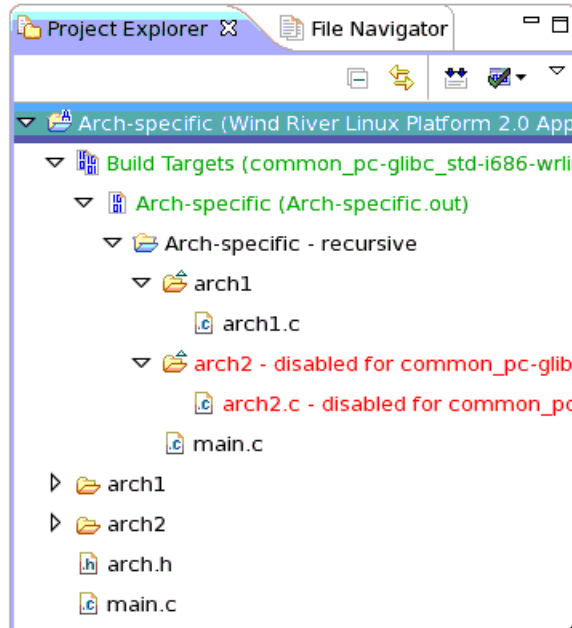 Project Explorer File Navigator
Arch-specific (Wind River Linux Platform 2.0 App
Build Targets (common_pc-glibc_std-i686-wrli
Arch-specific (Arch-specific.out)
Arch-specific - recursive
arch1
arch1.c
arch2 - disabled for common_pc-glib
arch2.c - disabled for common_pc
main.c
arch1
arch2
arch.h
main.c